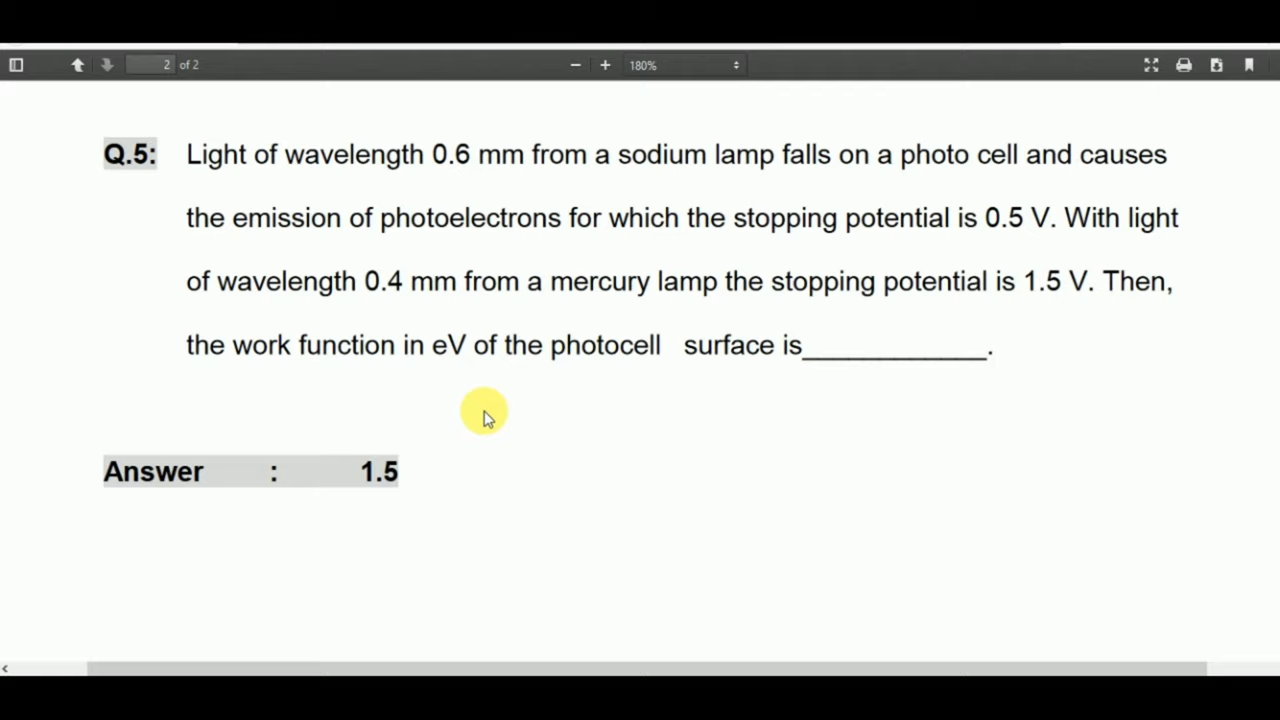 2 of 2
180%
Q.5: Light of wavelength 0.6 mm from a sodium lamp falls on a photo cell and causes
the emission of photoelectrons for which the stopping potential is 0.5 V. With light
of wavelength 0.4 mm from a mercury lamp the stopping potential is 1.5 V. Then,
the work function in eV of the photocell surface is____________.
Answer : 1.5